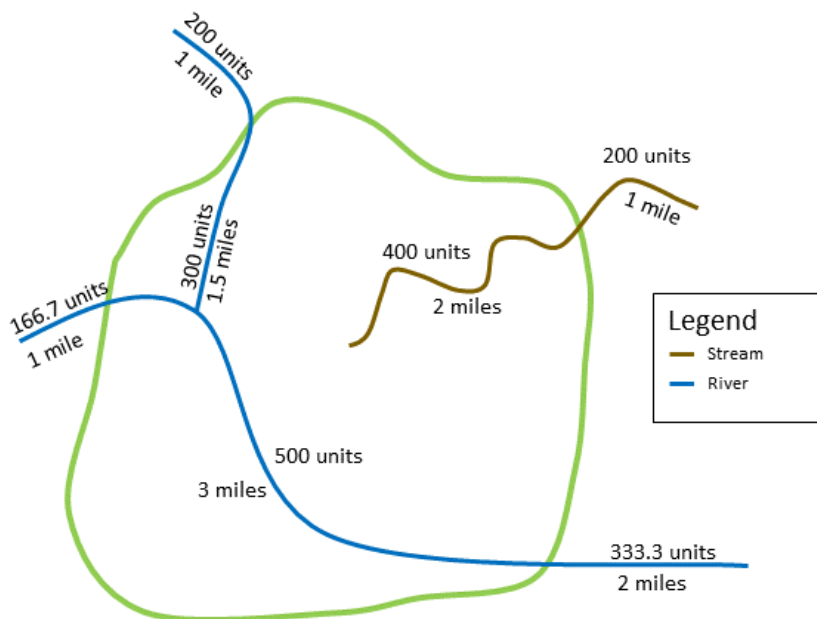 200 units
1 mile
200 units
1 mile
300 units
1.5 miles
400 units
2 miles
166.7 units
1 mile
Legend
Stream
River
500 units
3 miles
333.3 units
2 miles